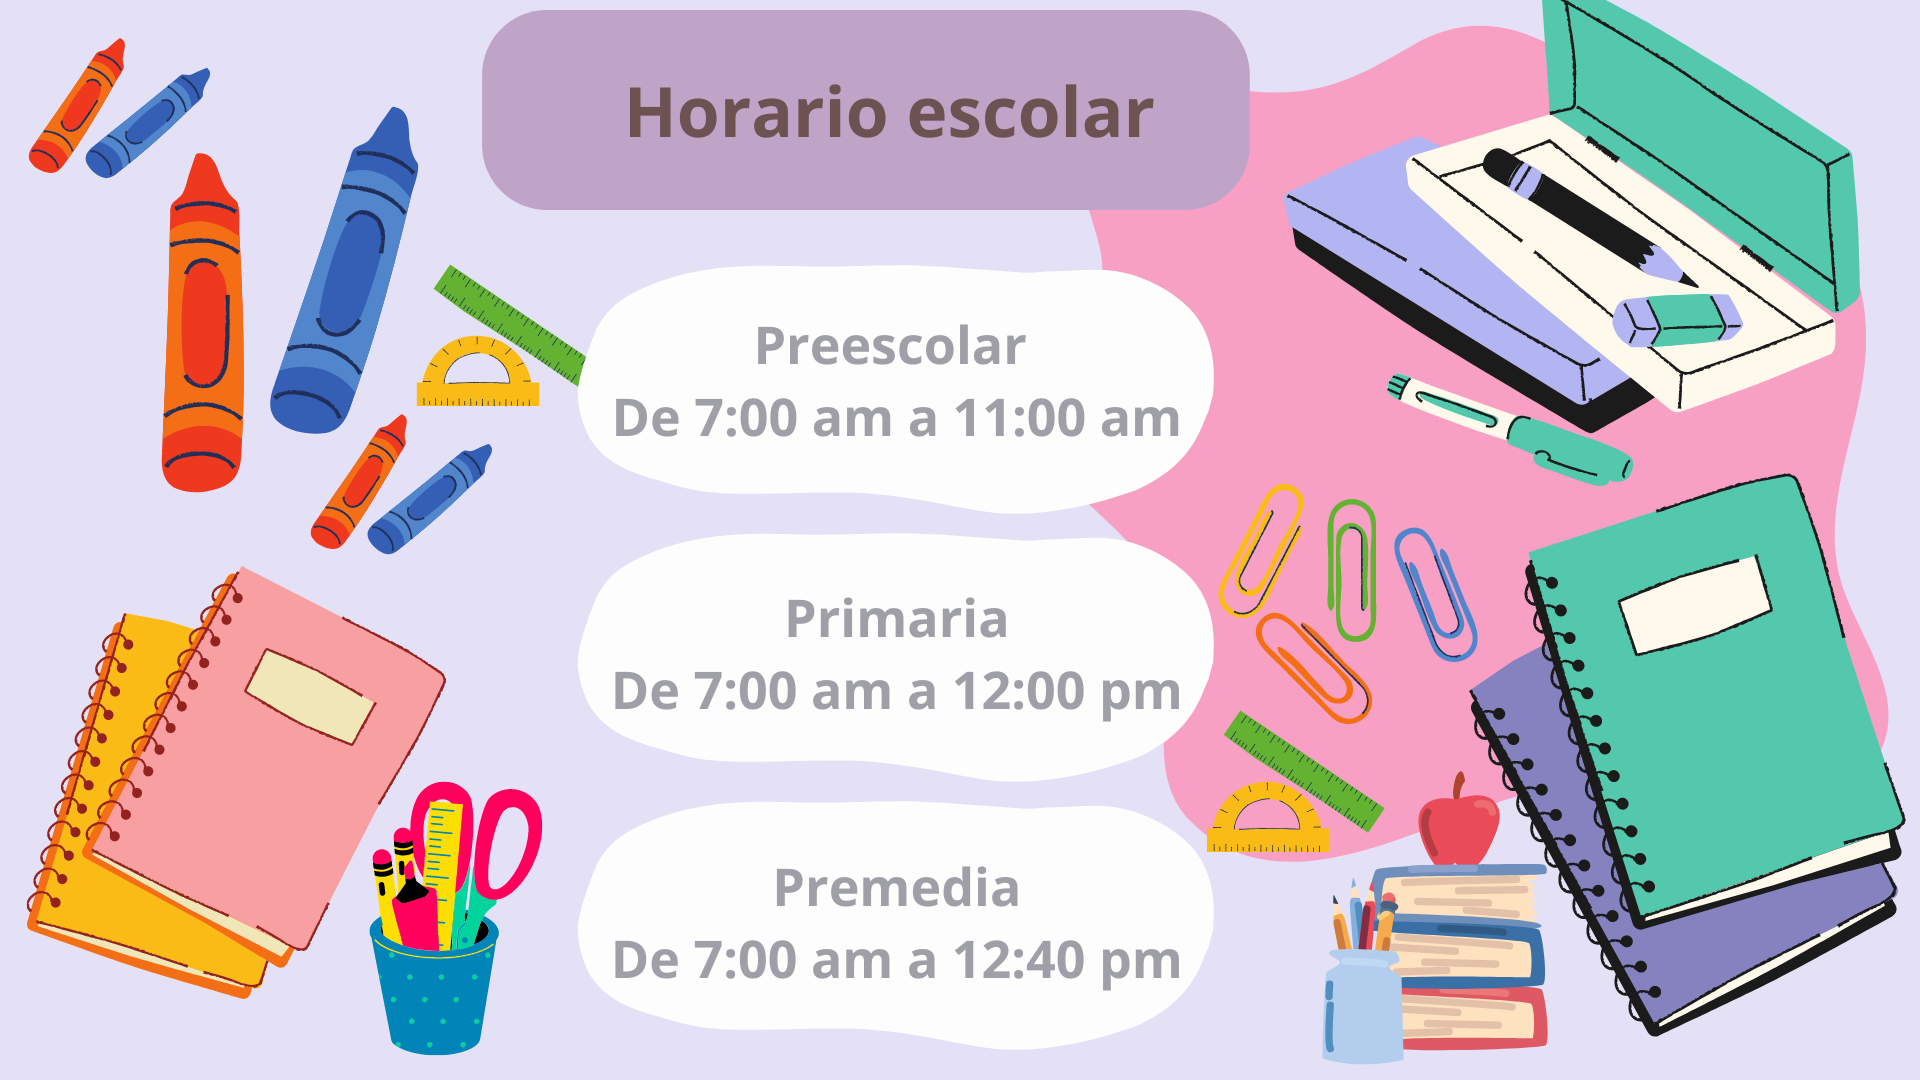 Horario escolar
Preescolar
De 7:00 am a 11:00 am
Primaria
De 7:00 am a 12:00 pm
Premedia
De 7:00 am a 12:40 pm